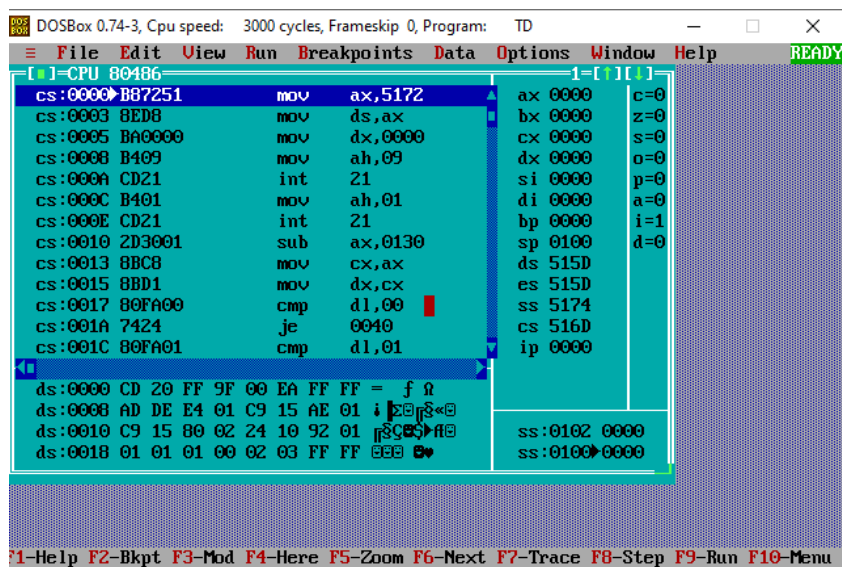 DOSBox 0.74-3, Cpu speed: 3000 cycles, Frameskip 0, Program: TD
≡ File Edit View Run Breakpoints Data Options Window Help READY
[■]=CPU 80486 1=[↑][↓]
cs:0000►B87251 mov ax,5172 ax 0000 c=0
cs:0003 8ED8 mov ds,ax bx 0000 z=0
cs:0005 BA0000 mov dx,0000 cx 0000 s=0
cs:0008 B409 mov ah,09 dx 0000 o=0
cs:000A CD21 int 21 si 0000 p=0
cs:000C B401 mov ah,01 di 0000 a=0
cs:000E CD21 int 21 bp 0000 i=1
cs:0010 2D3001 sub ax,0130 sp 0100 d=0
cs:0013 8BC8 mov cx,ax ds 515D
cs:0015 8BD1 mov dx,cx es 515D
cs:0017 80FA00 cmp dl,00 ss 5174
cs:001A 7424 je 0040 cs 516D
cs:001C 80FA01 cmp dl,01 ip 0000
ds:0000 CD 20 FF 9F 00 EA FF FF = ƒ Ω
ds:0008 AD DE E4 01 C9 15 AE 01 ¡▐Σ☺╔§«☺
ds:0010 C9 15 80 02 24 10 92 01 ╔§Ç☻$►Æ☺ ss:0102 0000
ds:0018 01 01 01 00 02 03 FF FF ☺☺☺ ☻♥ ss:0100►0000
F1-Help F2-Bkpt F3-Mod F4-Here F5-Zoom F6-Next F7-Trace F8-Step F9-Run F10-Menu